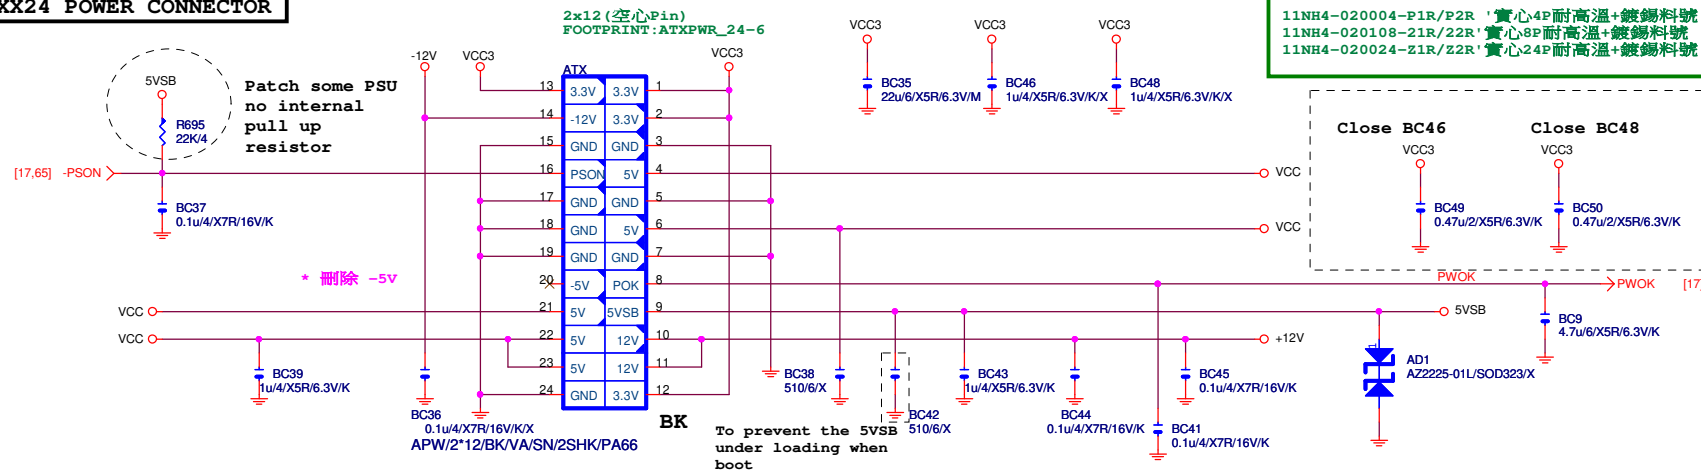 XX24 POWER CONNECTOR
2x12(空心Pin)
FOOTPRINT:ATXPWR_24-6
11NH4-020004-P1R/P2R '實心4P耐高溫+鍍錫料號
11NH4-020108-21R/22R'實心8P耐高溫+鍍錫料號
11NH4-020024-Z1R/Z2R'實心24P耐高溫+鍍錫料號
5VSB
R695
22K/4
Patch some PSU
no internal
pull up
resistor
[17,65] -PSON
BC37
0.1u/4/X7R/16V/K
* 刪除 -5V
-12V
VCC3
VCC3
ATX
13 3.3V 3.3V 1
14 -12V 3.3V 2
15 GND GND 3
16 PSON 5V 4
17 GND GND 5
18 GND 5V 6
19 GND GND 7
20 -5V POK 8
21 5V 5VSB 9
22 5V 12V 10
23 5V 12V 11
24 GND 3.3V 12
VCC
VCC
BC39
1u/4/X5R/6.3V/K
BC36
0.1u/4/X7R/16V/K/X
APW/2*12/BK/VA/SN/2SHK/PA66
BK
VCC3
BC35
22u/6/X5R/6.3V/M
VCC3
BC46
1u/4/X5R/6.3V/K/X
VCC3
BC48
1u/4/X5R/6.3V/K/X
Close BC46
VCC3
BC49
0.47u/2/X5R/6.3V/K
Close BC48
VCC3
BC50
0.47u/2/X5R/6.3V/K
VCC
VCC
PWOK
PWOK [17
5VSB
+12V
BC38
510/6/X
BC42
510/6/X
To prevent the 5VSB
under loading when
boot
BC43
1u/4/X5R/6.3V/K
BC44
0.1u/4/X7R/16V/K
BC41
0.1u/4/X7R/16V/K
BC45
0.1u/4/X7R/16V/K
1
AD1
AZ2225-01L/SOD323/X
BC9
4.7u/6/X5R/6.3V/K